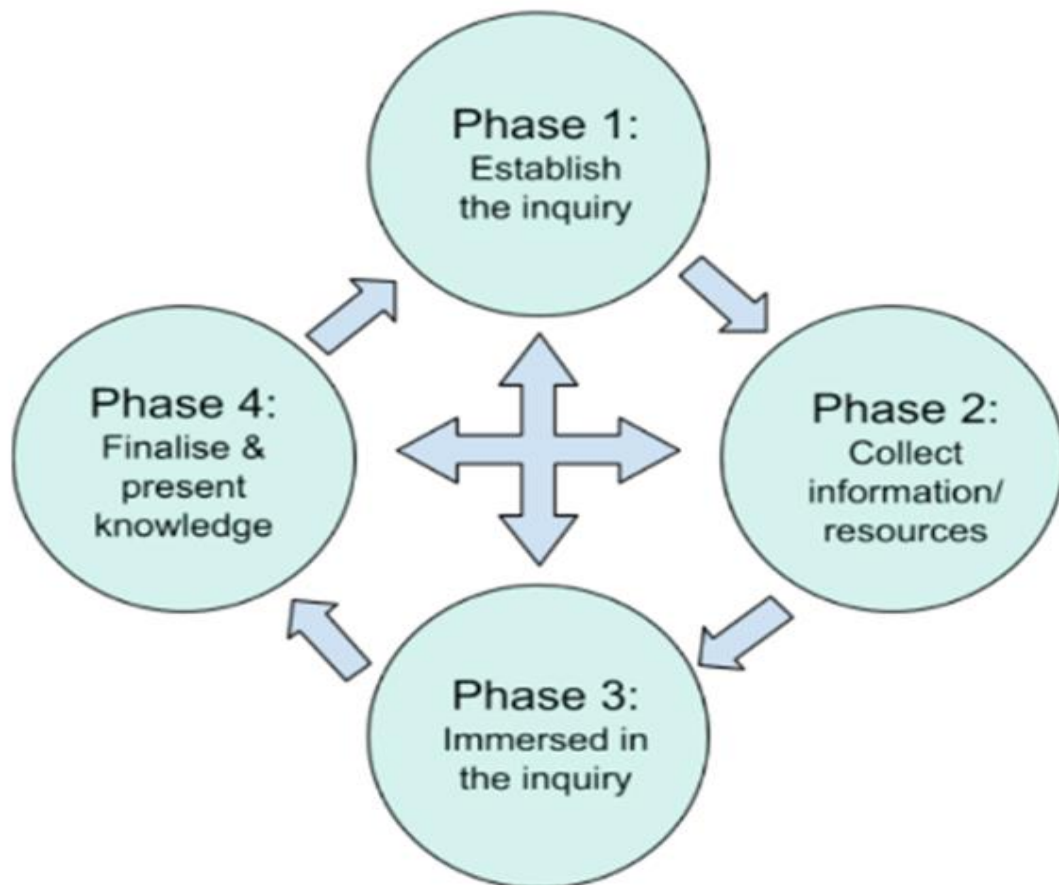 Phase 1:
Establish
the inquiry
Phase 2:
Collect
information/
resources
Phase 3:
Immersed in
the inquiry
Phase 4:
Finalise &
present
knowledge